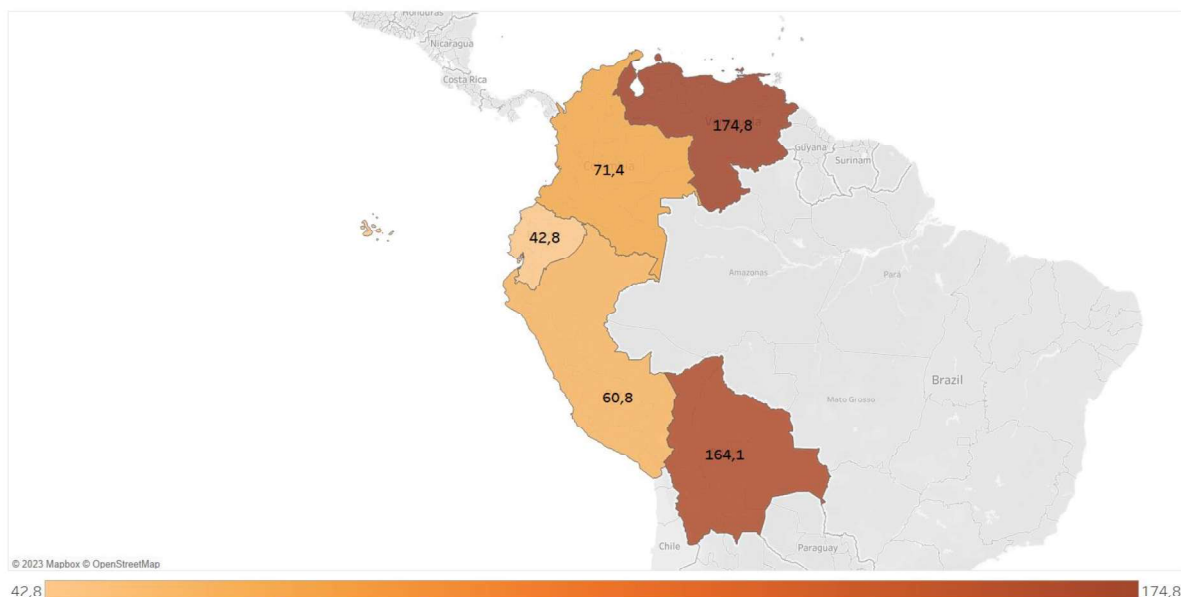 Honduras
Nicaragua
Costa Rica
174,8
Guyana
Surinam
71,4
42,8
Amazonas
Pará
60,8
Brazil
Mato Grosso
164,1
Chile
Paraguay
© 2023 Mapbox © OpenStreetMap
42,8
174,8